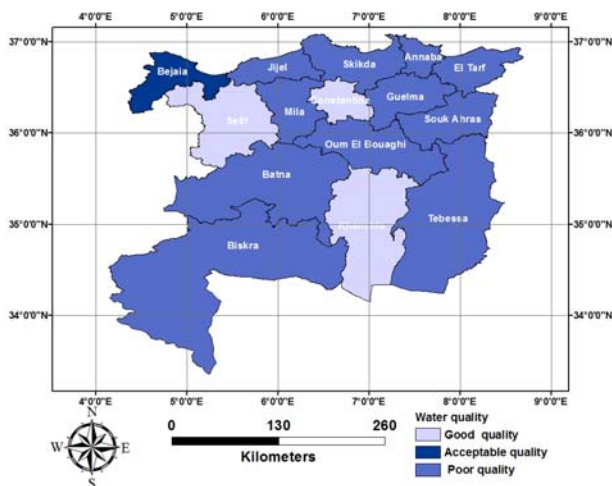 4°0'0"E 5°0'0"E 6°0'0"E 7°0'0"E 8°0'0"E 9°0'0"E
37°0'0"N 37°0'0"N
Bejaia Jijel Skikda Annaba El Tarf
Constantine Guelma
Setif Mila Souk Ahras
36°0'0"N 36°0'0"N
Oum El Bouaghi
Batna
Khenchla Tebessa
35°0'0"N 35°0'0"N
Biskra
34°0'0"N 34°0'0"N
4°0'0"E 5°0'0"E 6°0'0"E 7°0'0"E 8°0'0"E 9°0'0"E
N
W E
S
0 130 260
Kilometers
Water quality
Good quality
Acceptable quality
Poor quality